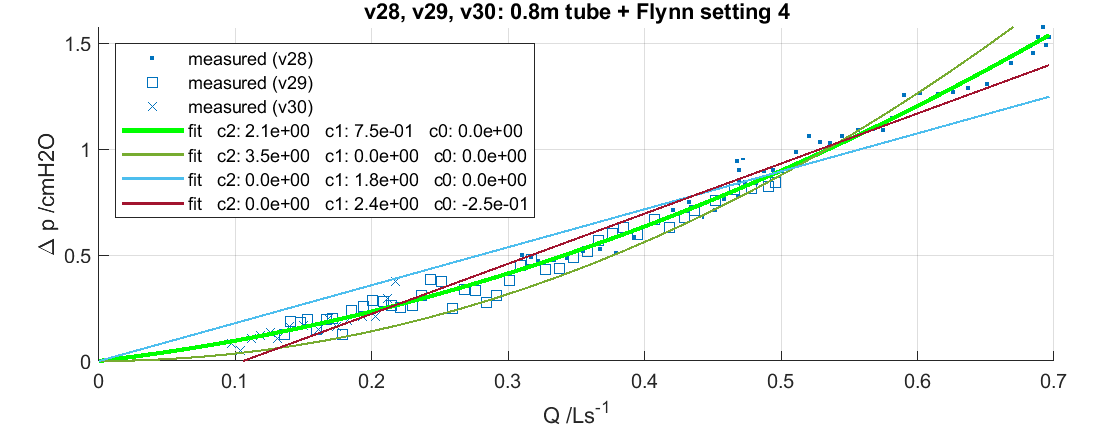 v28, v29, v30: 0.8m tube + Flynn setting 4
measured (v28)
measured (v29)
measured (v30)
fit c2: 2.1e+00 c1: 7.5e-01 c0: 0.0e+00
fit c2: 3.5e+00 c1: 0.0e+00 c0: 0.0e+00
fit c2: 0.0e+00 c1: 1.8e+00 c0: 0.0e+00
fit c2: 0.0e+00 c1: 2.4e+00 c0: -2.5e-01
Δ p /cmH2O
1.5
1
0.5
0
0 0.1 0.2 0.3 0.4 0.5 0.6 0.7
Q /Ls⁻¹